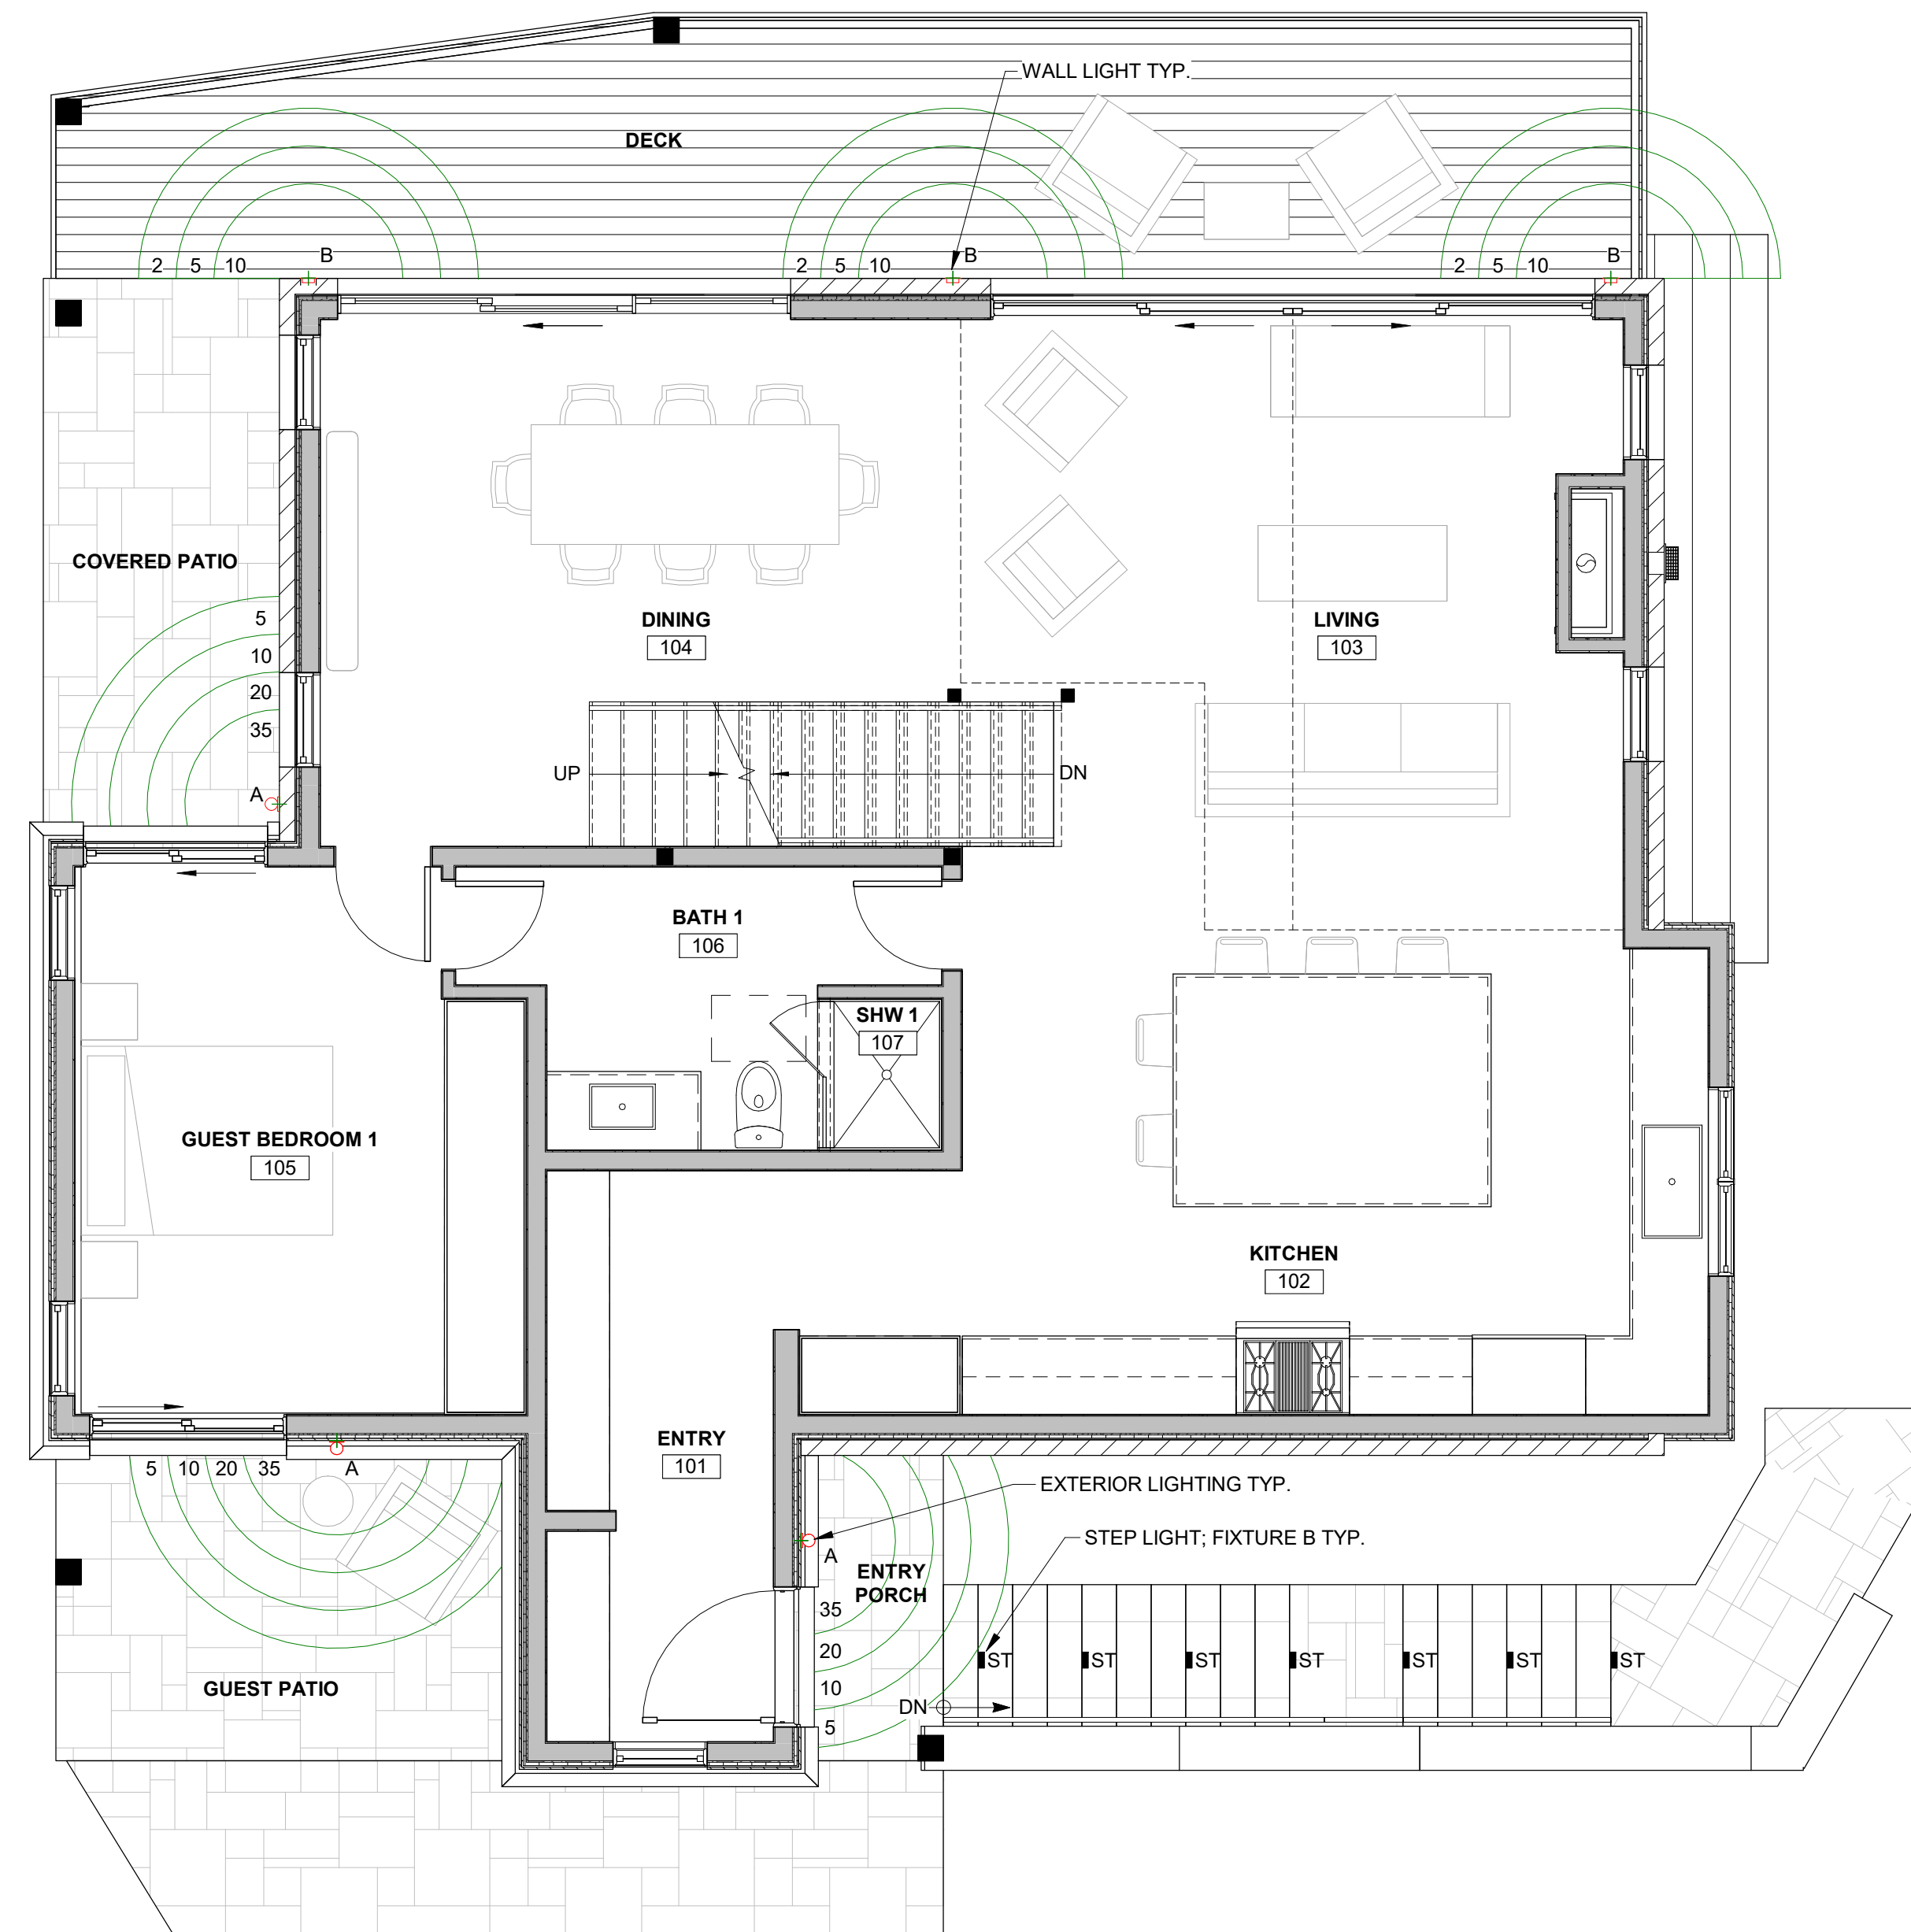 WALL LIGHT TYP.
DECK
B
B
B
2 5 10
2 5 10
2 5 10
COVERED PATIO
5
10
20
35
A
DINING
104
LIVING
103
UP
DN
BATH 1
106
SHW 1
107
GUEST BEDROOM 1
105
KITCHEN
102
ENTRY
101
5 10 20 35 A
EXTERIOR LIGHTING TYP.
STEP LIGHT; FIXTURE B TYP.
A
ENTRY
PORCH
35
20
10
5
ST ST ST ST ST ST ST
GUEST PATIO
DN